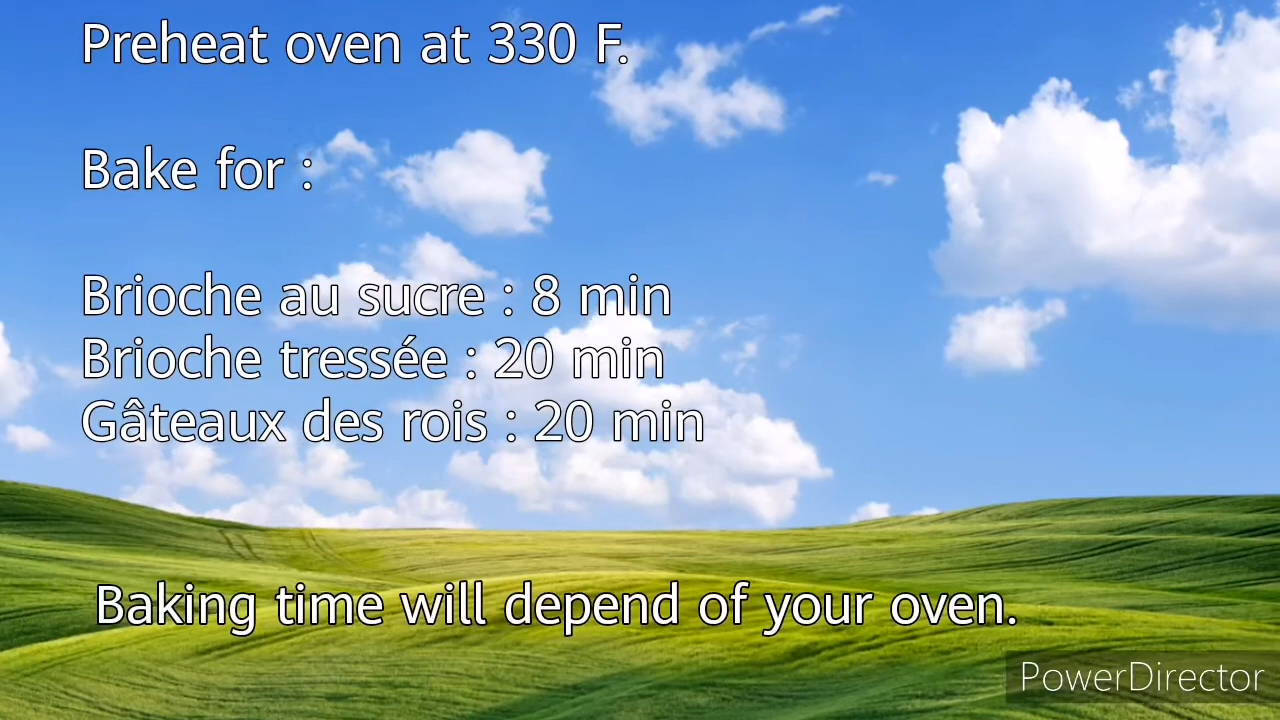 Preheat oven at 330 F.
Bake for :
Brioche au sucre : 8 min
Brioche tressée : 20 min
Gâteaux des rois : 20 min
Baking time will depend of your oven.
PowerDirector